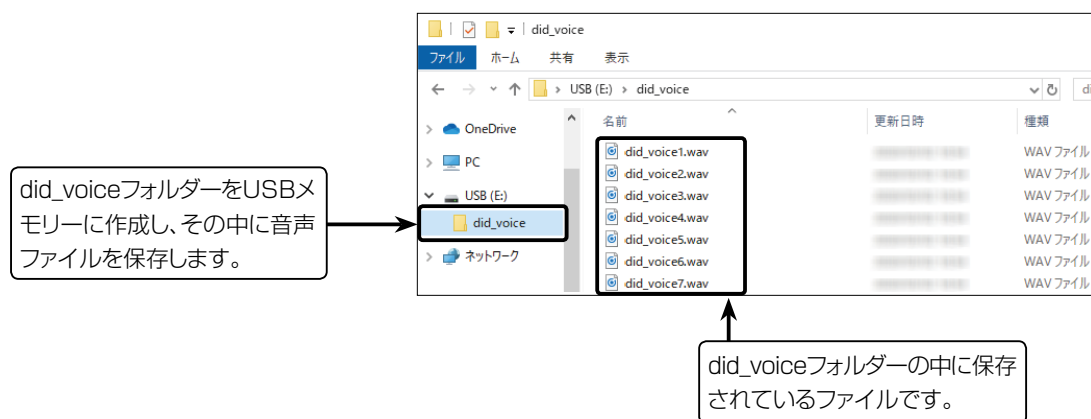 did_voice
ファイル ホーム 共有 表示
USB (E:) › did_voice
名前 更新日時 種類
OneDrive
PC
USB (E:)
did_voice
ネットワーク
did_voice1.wav WAV ファイル
did_voice2.wav WAV ファイル
did_voice3.wav WAV ファイル
did_voice4.wav WAV ファイル
did_voice5.wav WAV ファイル
did_voice6.wav WAV ファイル
did_voice7.wav WAV ファイル
did_voiceフォルダーをUSBメ
モリーに作成し、その中に音声
ファイルを保存します。
did_voiceフォルダーの中に保存
されているファイルです。